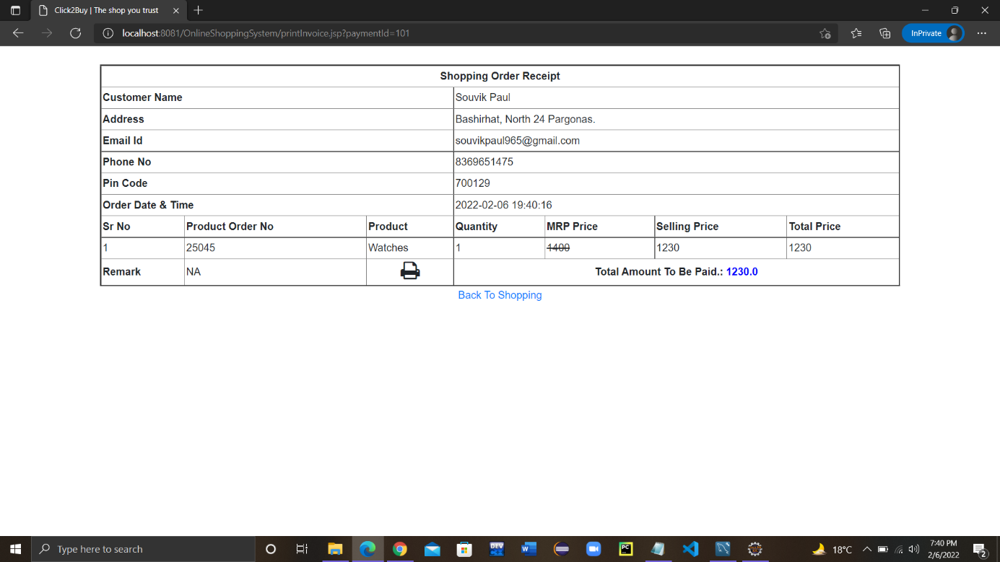 Click2Buy | The shop you trust
localhost:8081/OnlineShoppingSystem/printInvoice.jsp?paymentId=101
InPrivate
Shopping Order Receipt
Customer Name Souvik Paul
Address Bashirhat, North 24 Pargonas.
Email Id souvikpaul965@gmail.com
Phone No 8369651475
Pin Code 700129
Order Date & Time 2022-02-06 19:40:16
Sr No Product Order No Product Quantity MRP Price Selling Price Total Price
1 25045 Watches 1 1400 1230 1230
Remark NA Total Amount To Be Paid.: 1230.0
Back To Shopping
Type here to search
DEV
W
PC
18°C
7:40 PM
2/6/2022
2